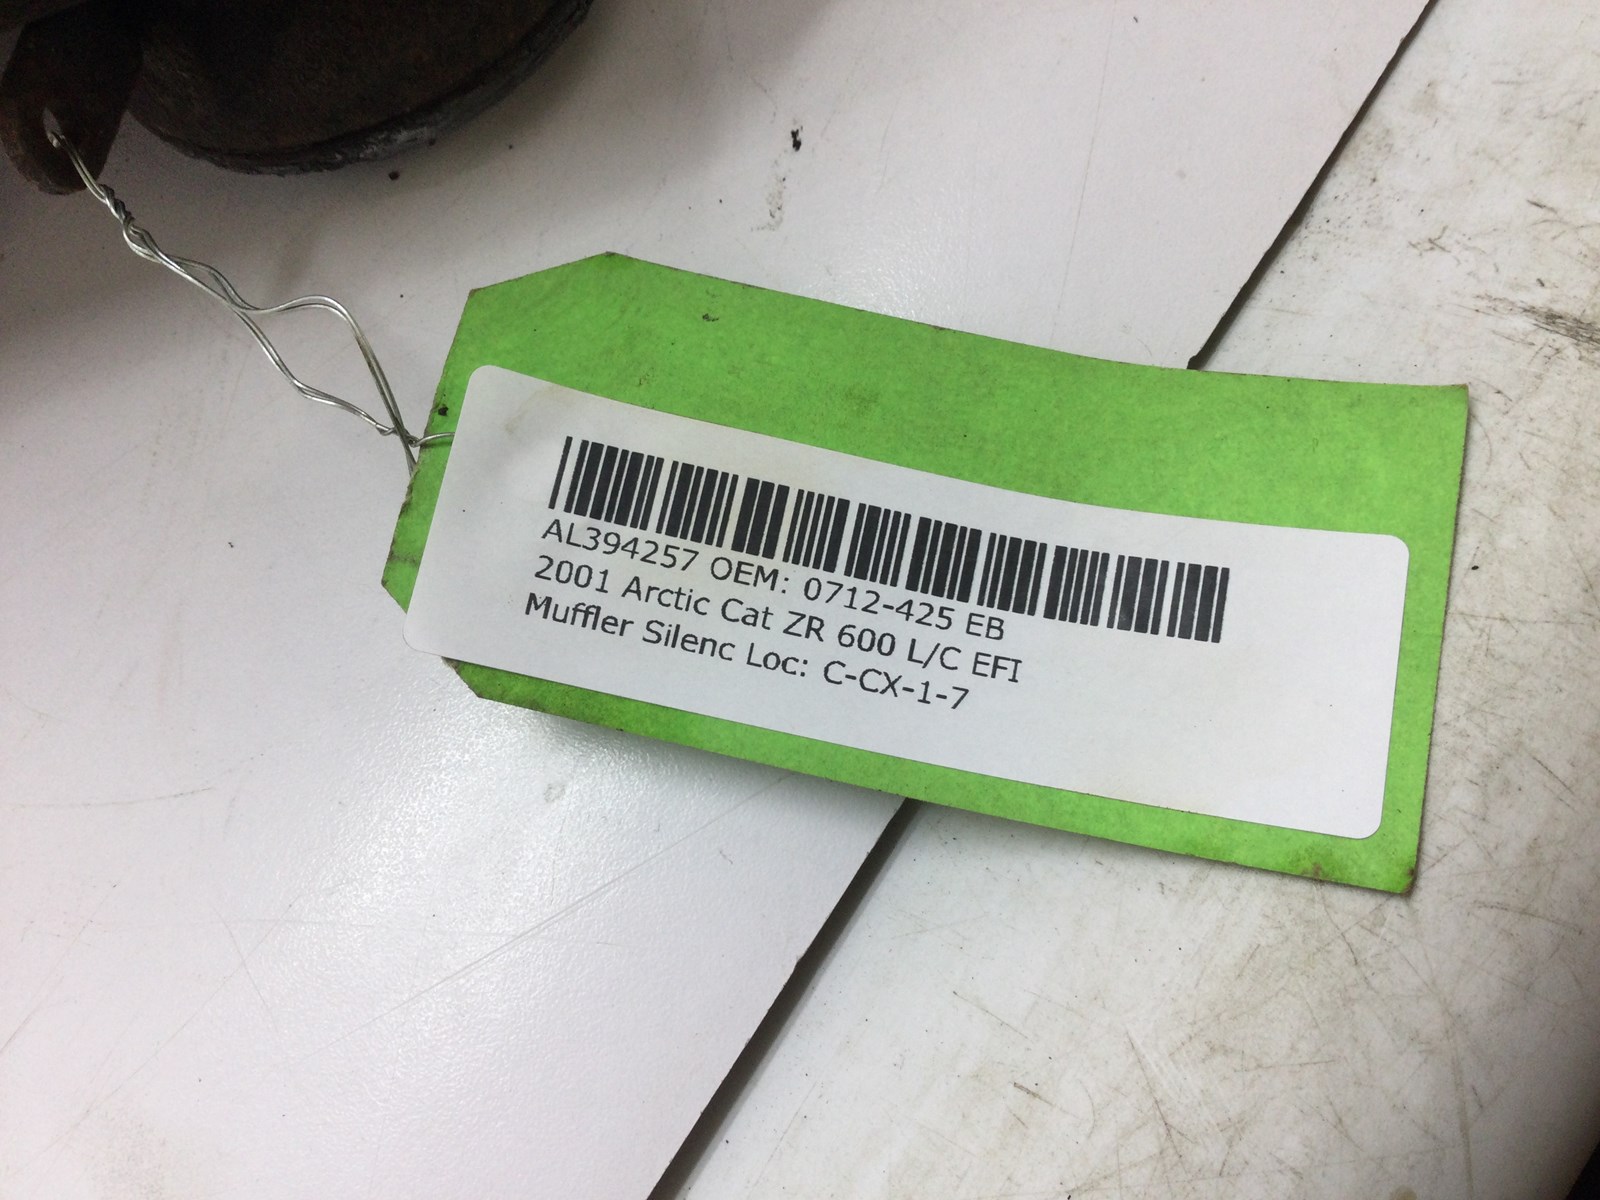 AL394257 OEM: 0712-425 EB
2001 Arctic Cat ZR 600 L/C EFI
Muffler Silenc Loc: C-CX-1-7